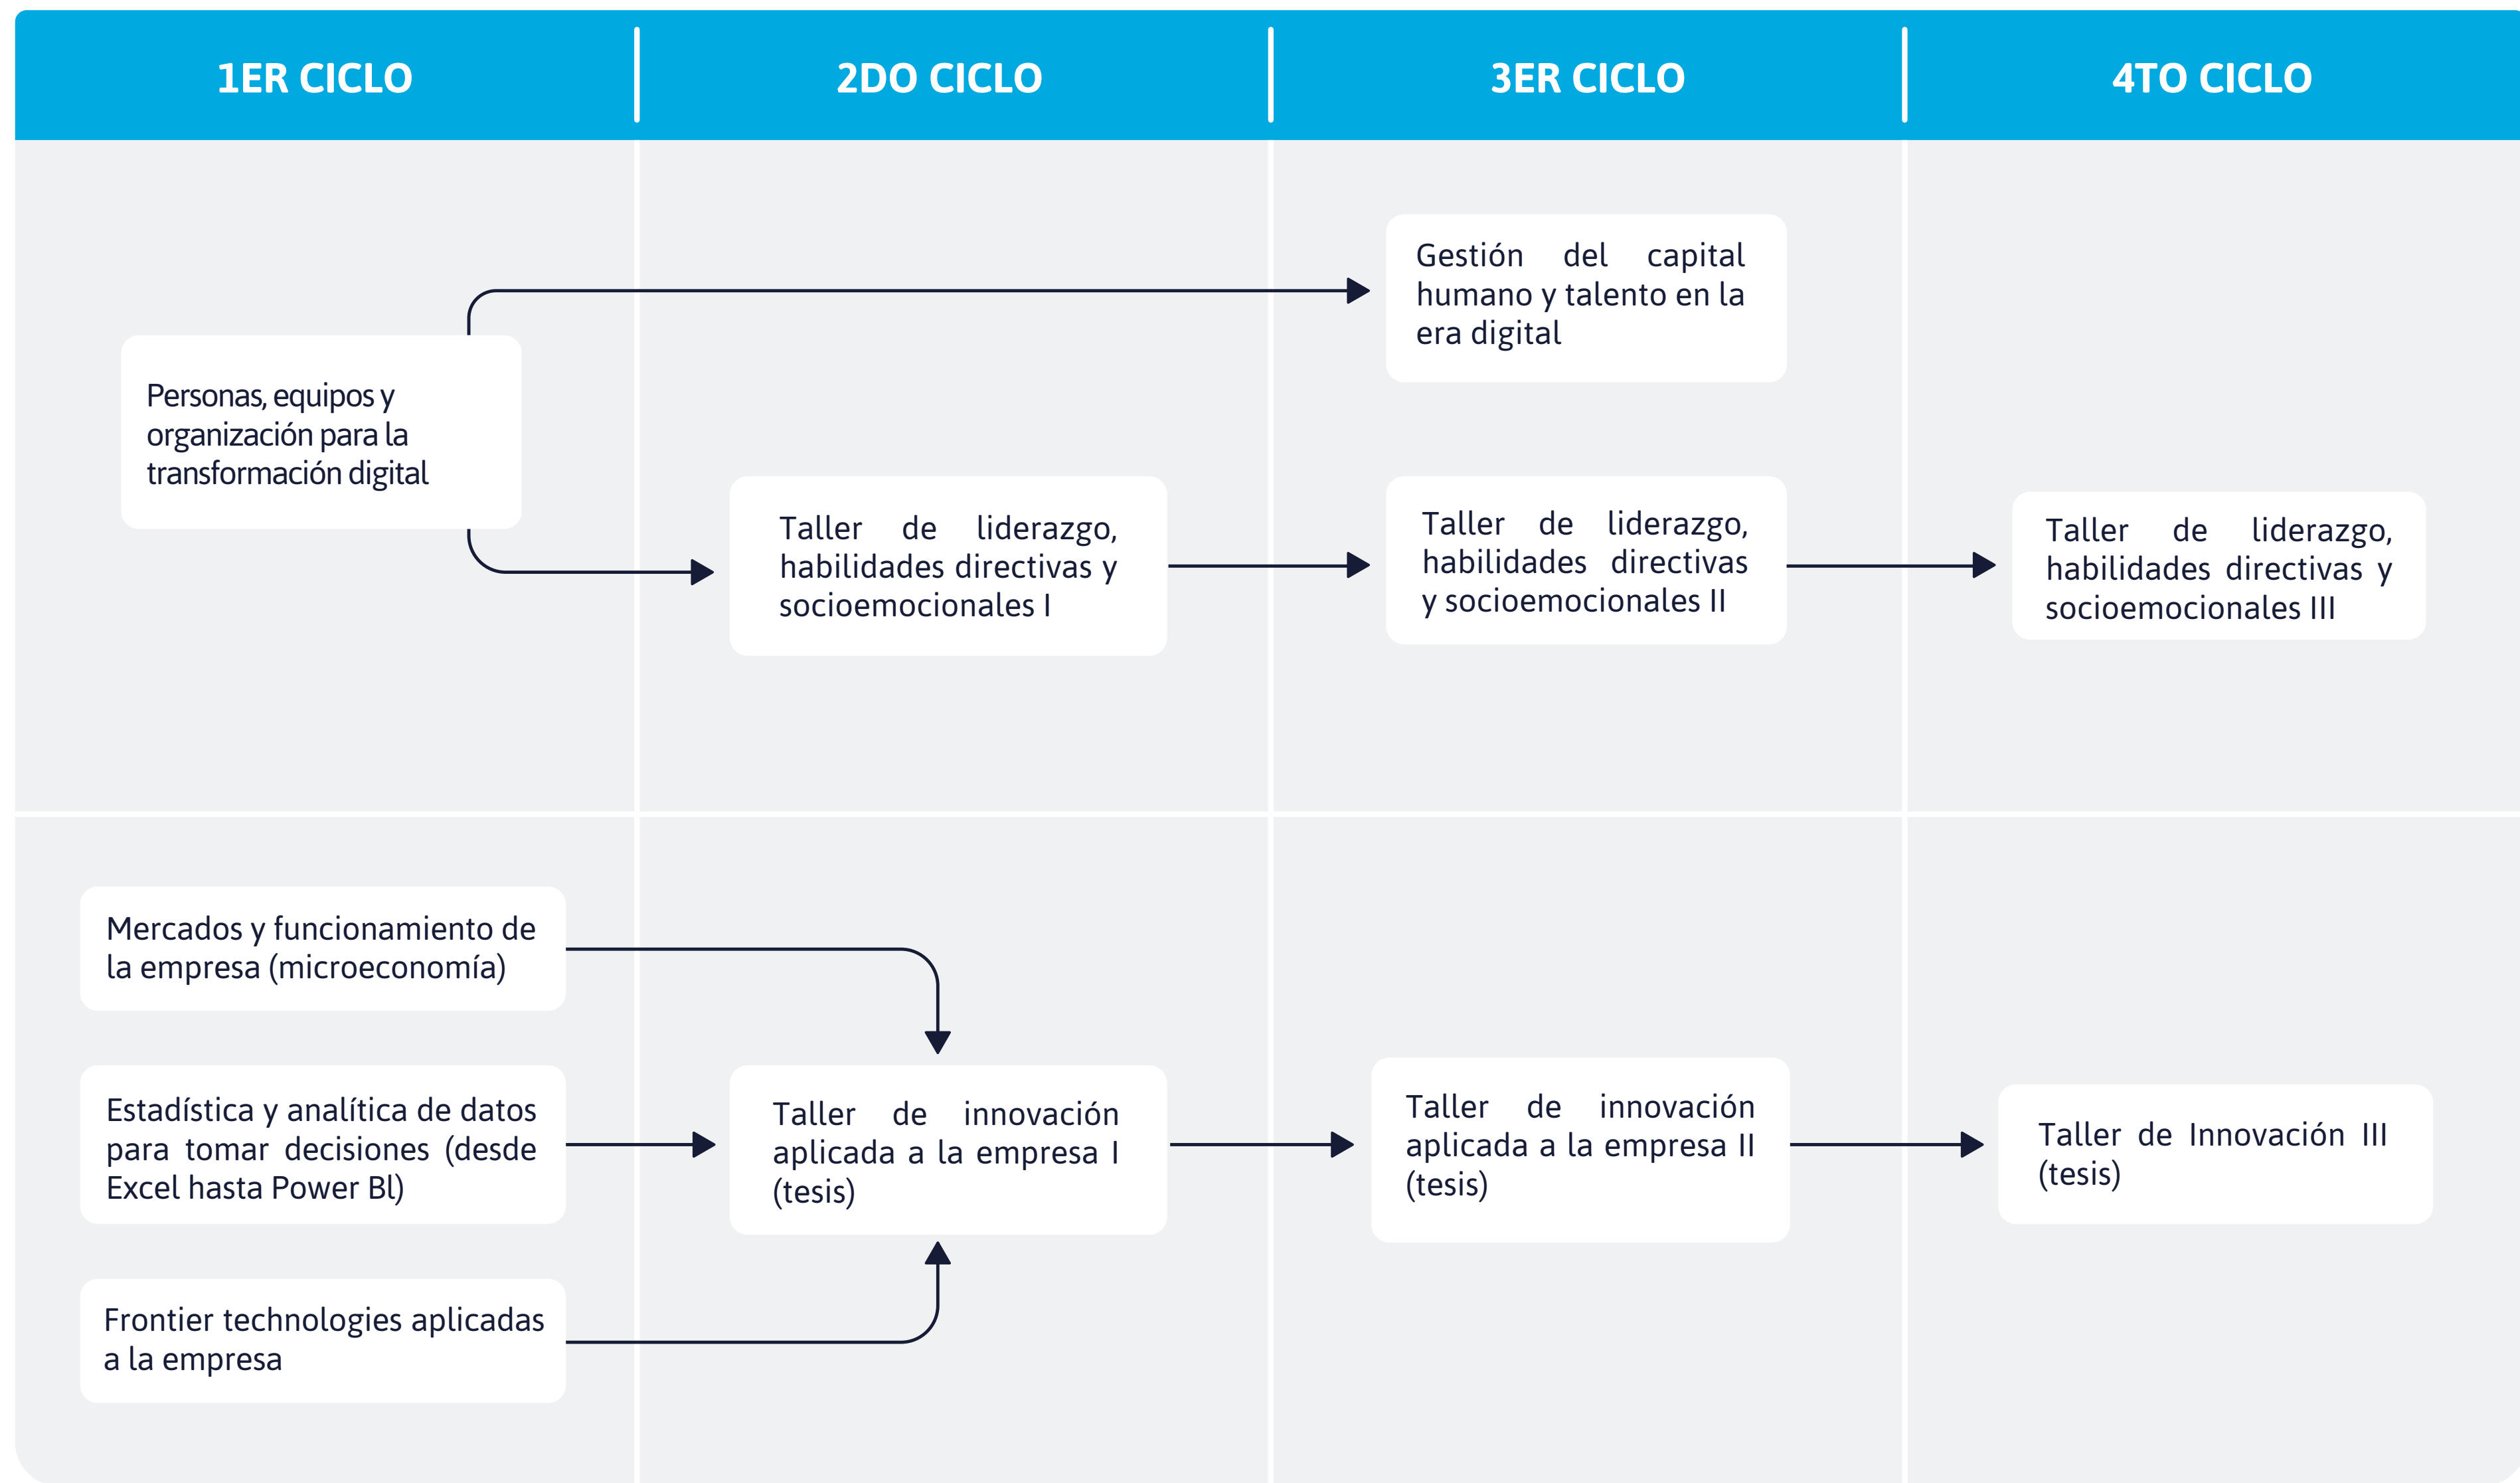 1ER CICLO
2DO CICLO
3ER CICLO
4TO CICLO
Personas, equipos y
organización para la
transformación digital
Gestión del capital
humano y talento en la
era digital
Taller de liderazgo,
habilidades directivas y
socioemocionales I
Taller de liderazgo,
habilidades directivas
y socioemocionales II
Taller de liderazgo,
habilidades directivas y
socioemocionales III
Mercados y funcionamiento de
la empresa (microeconomía)
Estadística y analítica de datos
para tomar decisiones (desde
Excel hasta Power Bl)
Frontier technologies aplicadas
a la empresa
Taller de innovación
aplicada a la empresa I
(tesis)
Taller de innovación
aplicada a la empresa II
(tesis)
Taller de Innovación III
(tesis)